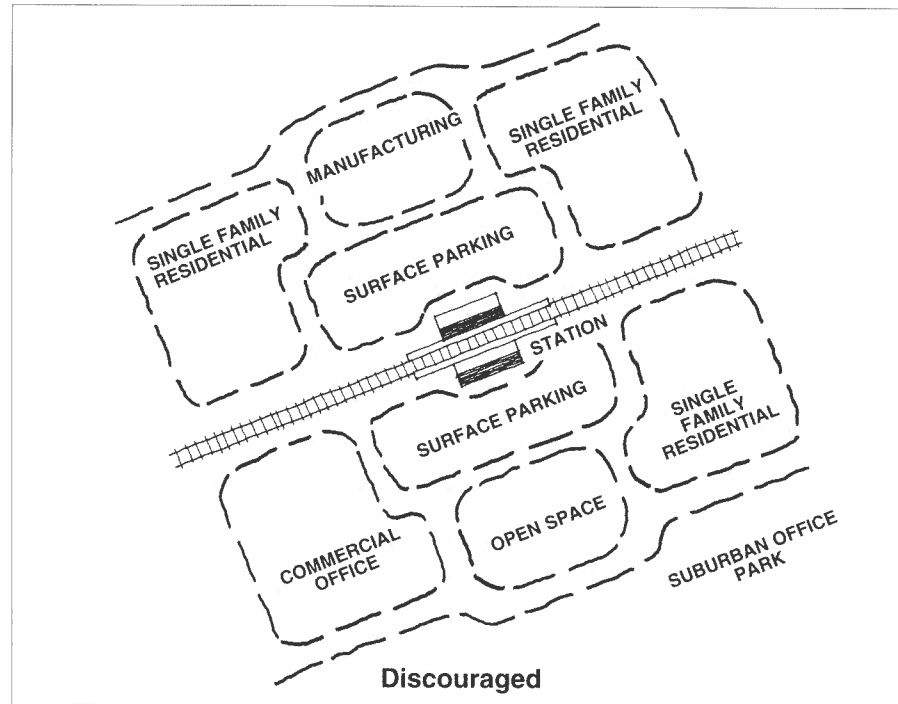 MANUFACTURING
SINGLE FAMILY
RESIDENTIAL
SINGLE FAMILY
RESIDENTIAL
SURFACE PARKING
STATION
SURFACE PARKING
SINGLE
FAMILY
RESIDENTIAL
COMMERCIAL
OFFICE
OPEN SPACE
SUBURBAN OFFICE
PARK
Discouraged